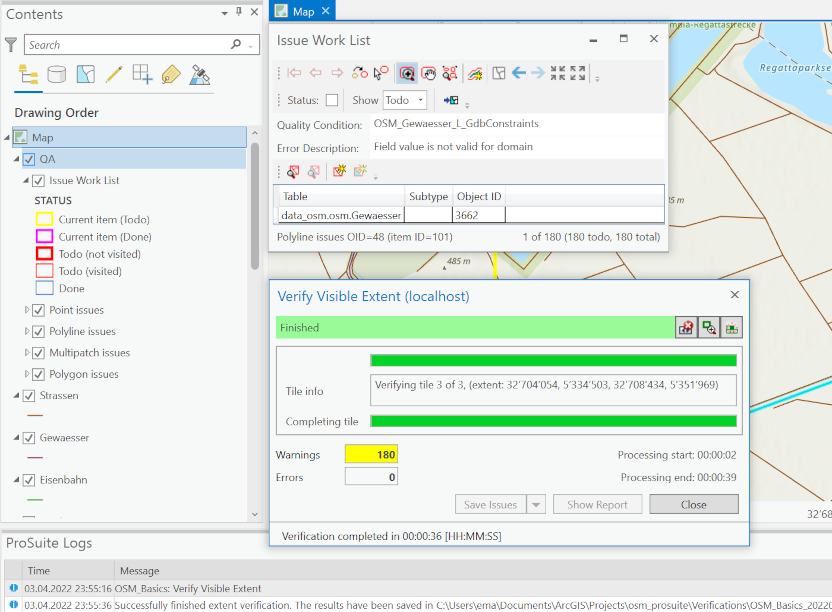 Contents
Search
Drawing Order
Map
QA
Issue Work List
STATUS
Current item (Todo)
Current item (Done)
Todo (not visited)
Todo (visited)
Done
Point issues
Polyline issues
Multipatch issues
Polygon issues
Strassen
Gewaesser
Eisenbahn
Map
Issue Work List
Status:
Show
Todo
Quality Condition:
OSM_Gewaesser_L_GdbConstraints
Error Description:
Field value is not valid for domain
Table
Subtype
Object ID
data_osm.osm.Gewaesser
3662
Polyline issues OID=48 (item ID=101)
1 of 180 (180 todo, 180 total)
-Regattastrecke
Regattaparkse
485 m
Verify Visible Extent (localhost)
Finished
Tile info
Verifying tile 3 of 3, (extent: 32'704'054, 5'334'503, 32'708'434, 5'351'969)
Completing tile
Warnings
180
Processing start: 00:00:02
Errors
0
Processing end: 00:00:39
Save Issues
Show Report
Close
Verification completed in 00:00:36 [HH:MM:SS]
32'68
ProSuite Logs
Time
Message
03.04.2022 23:55:16
OSM_Basics: Verify Visible Extent
03.04.2022 23:55:36
Successfully finished extent verification. The results have been saved in C:\Users\ema\Documents\ArcGIS\Projects\osm_prosuite\Verifications\OSM_Basics_2022